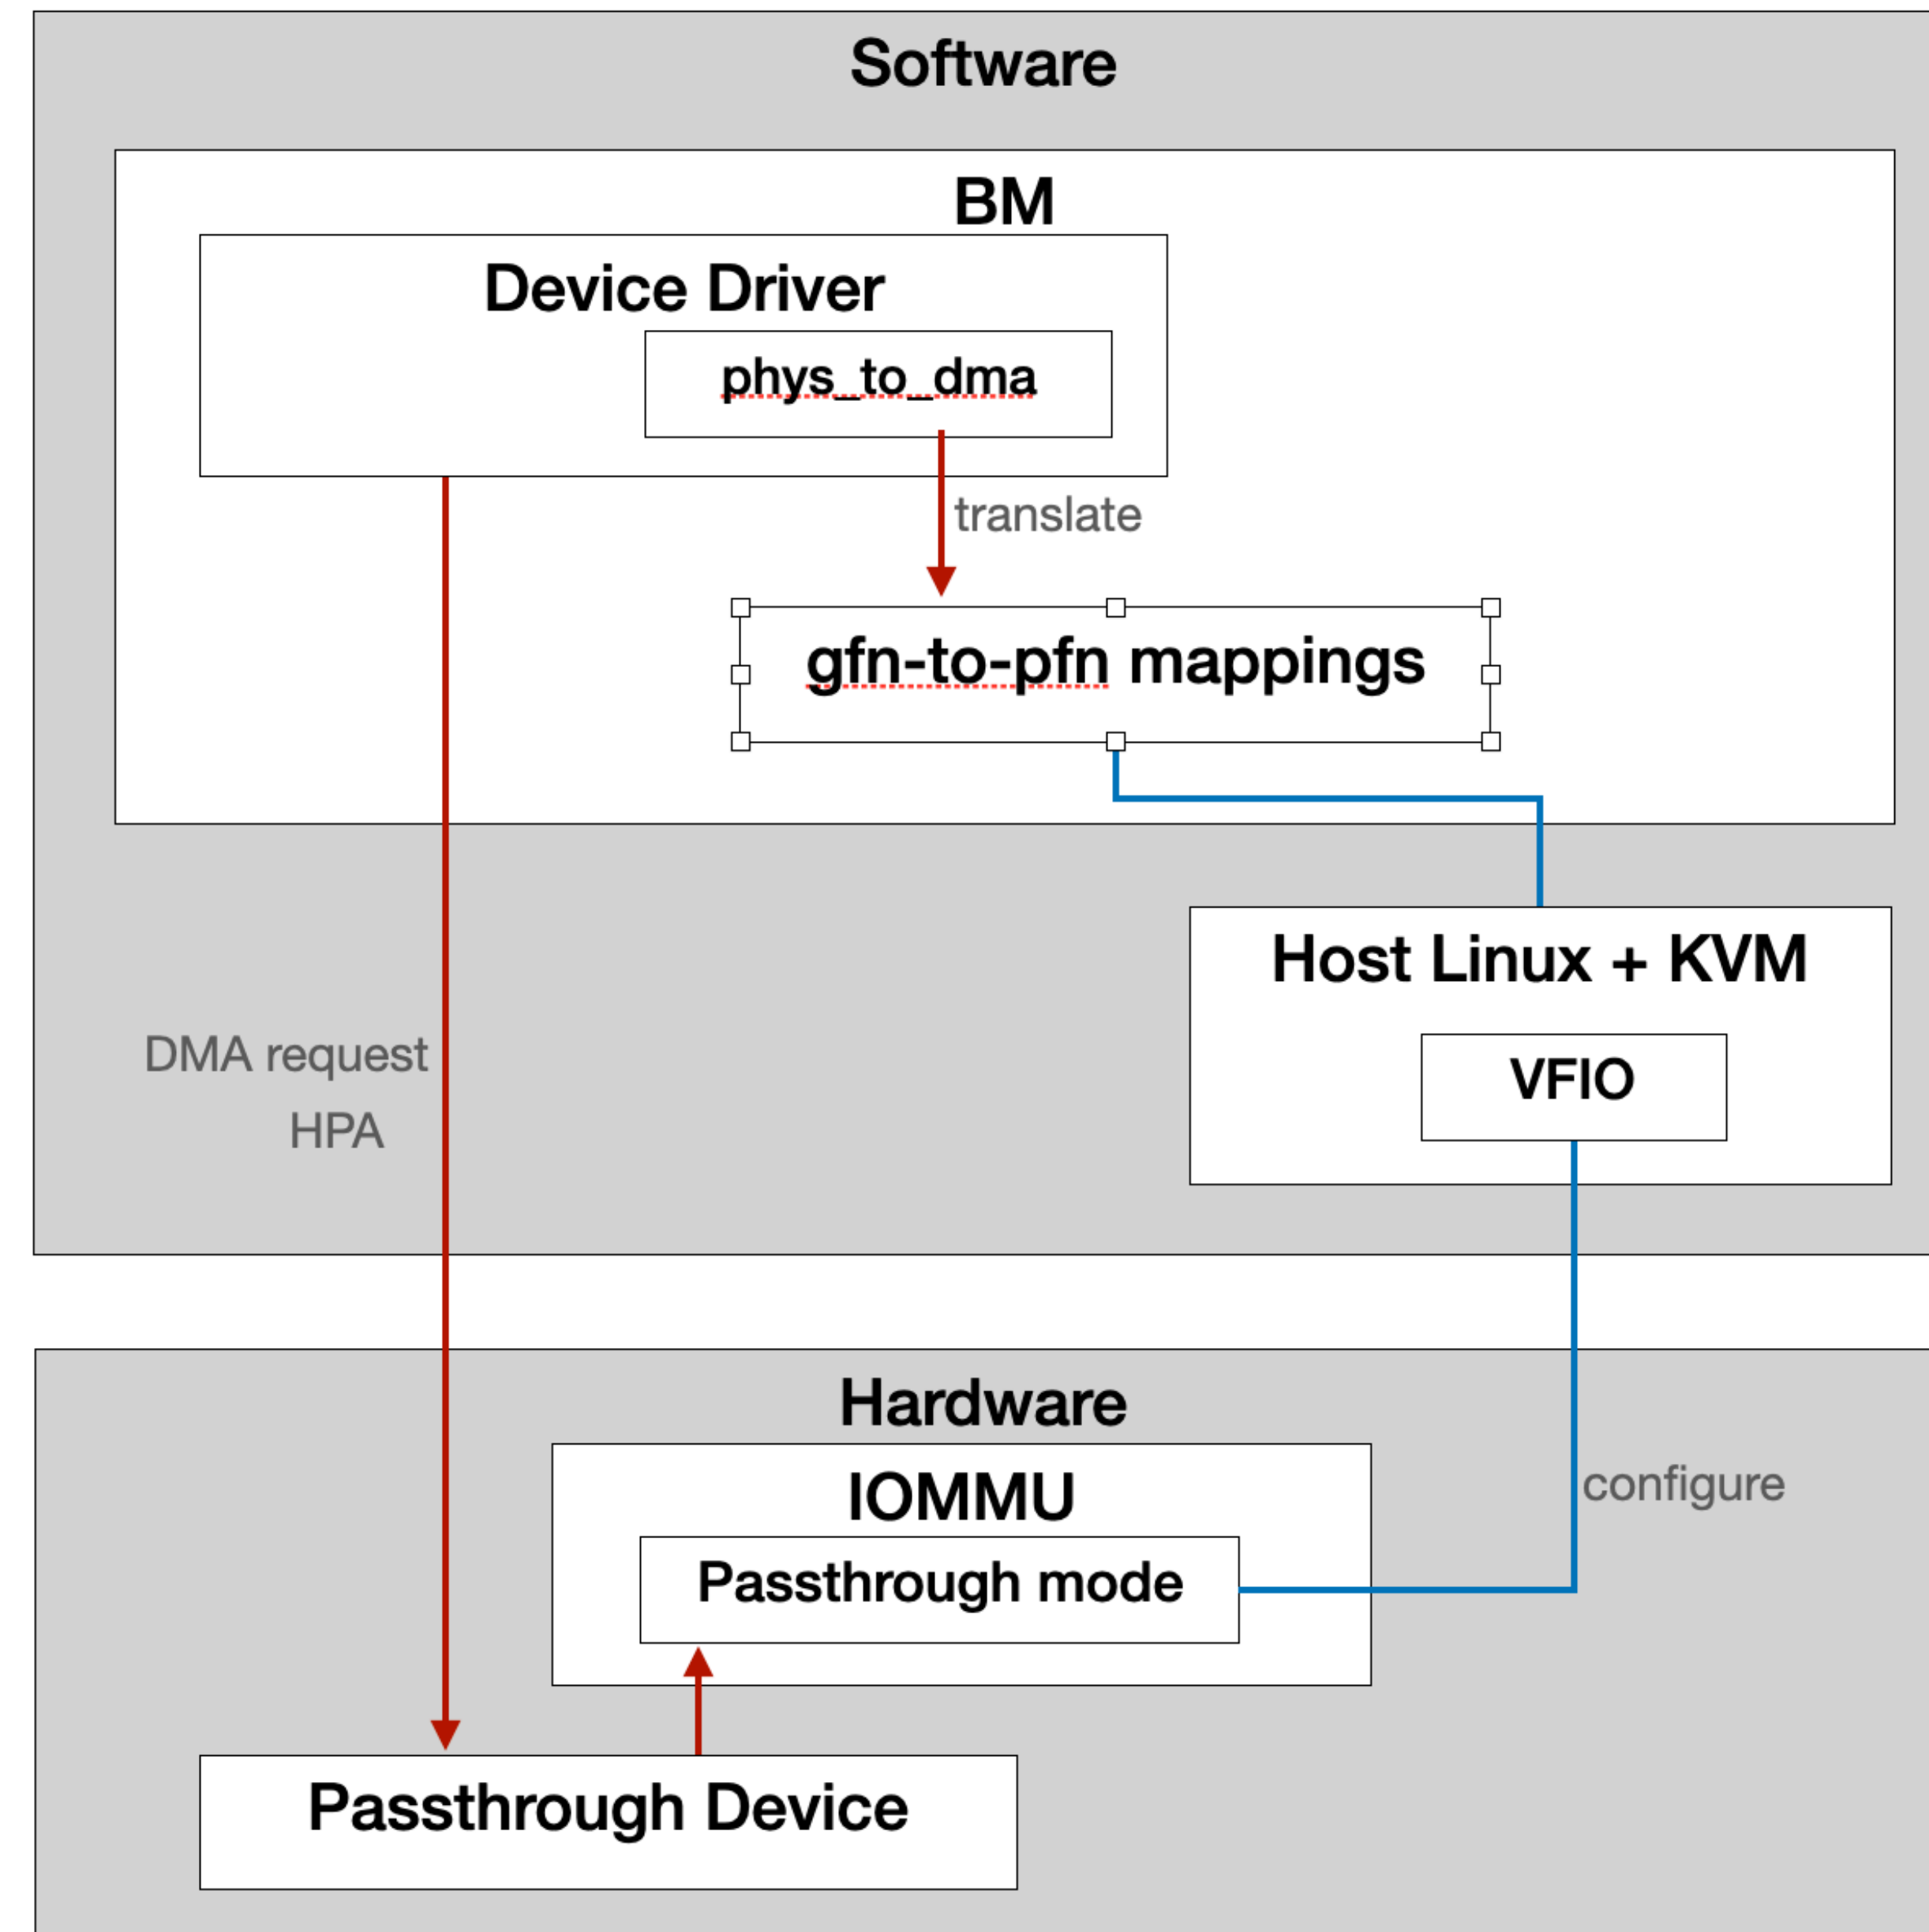 Software
BM
Device Driver
phys_to_dma
translate
gfn-to-pfn mappings
Host Linux + KVM
VFIO
DMA request
HPA
Hardware
IOMMU
configure
Passthrough mode
Passthrough Device